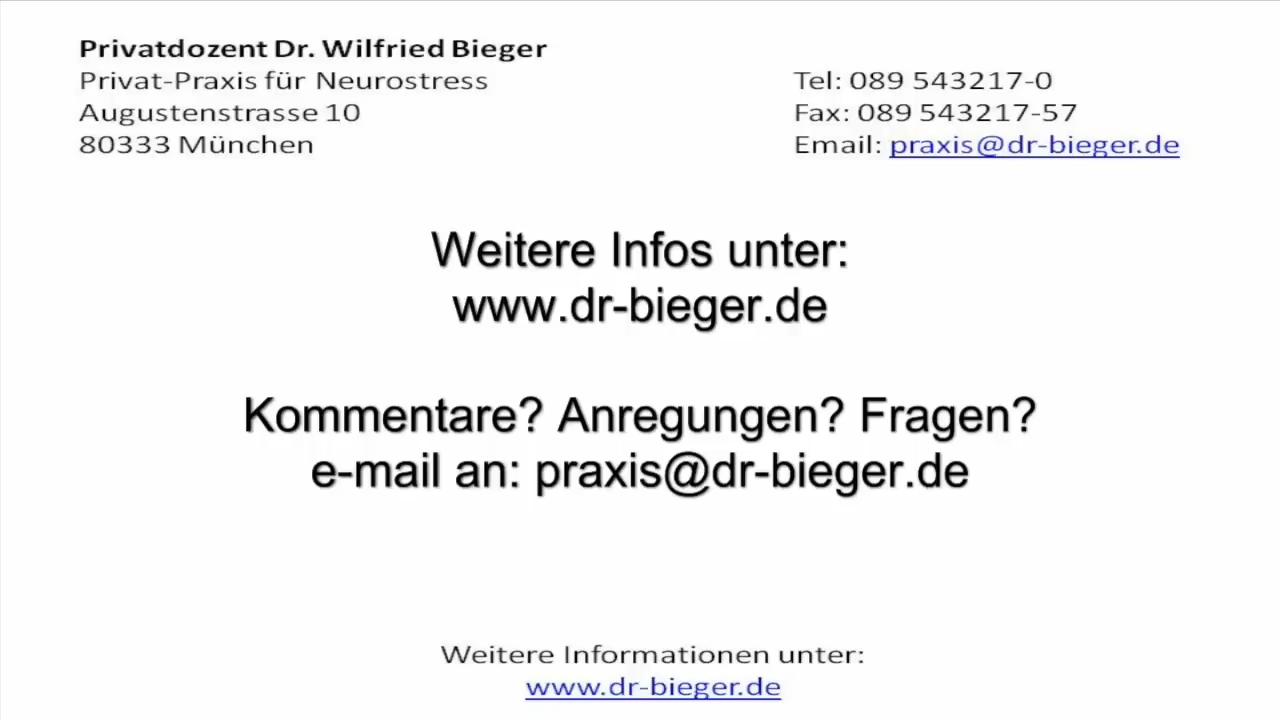 Privatdozent Dr. Wilfried Bieger
Privat-Praxis für Neurostress
Augustenstrasse 10
80333 München
Tel: 089 543217-0
Fax: 089 543217-57
Email: praxis@dr-bieger.de
Weitere Infos unter:
www.dr-bieger.de
Kommentare? Anregungen? Fragen?
e-mail an: praxis@dr-bieger.de
Weitere Informationen unter:
www.dr-bieger.de